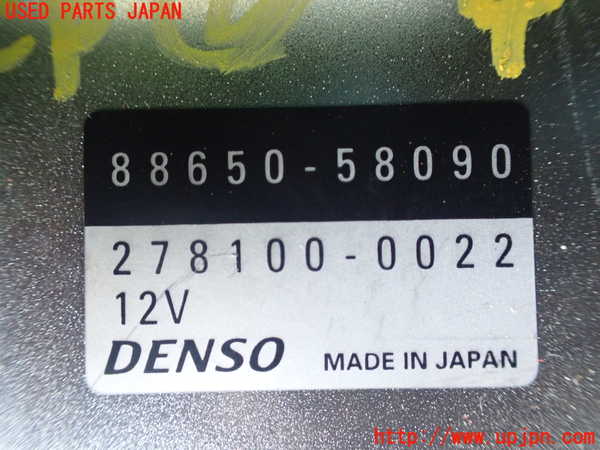 USED PARTS JAPAN
88650-58090
278100-0022
12V
DENSO MADE IN JAPAN
http://www.upjpn.com